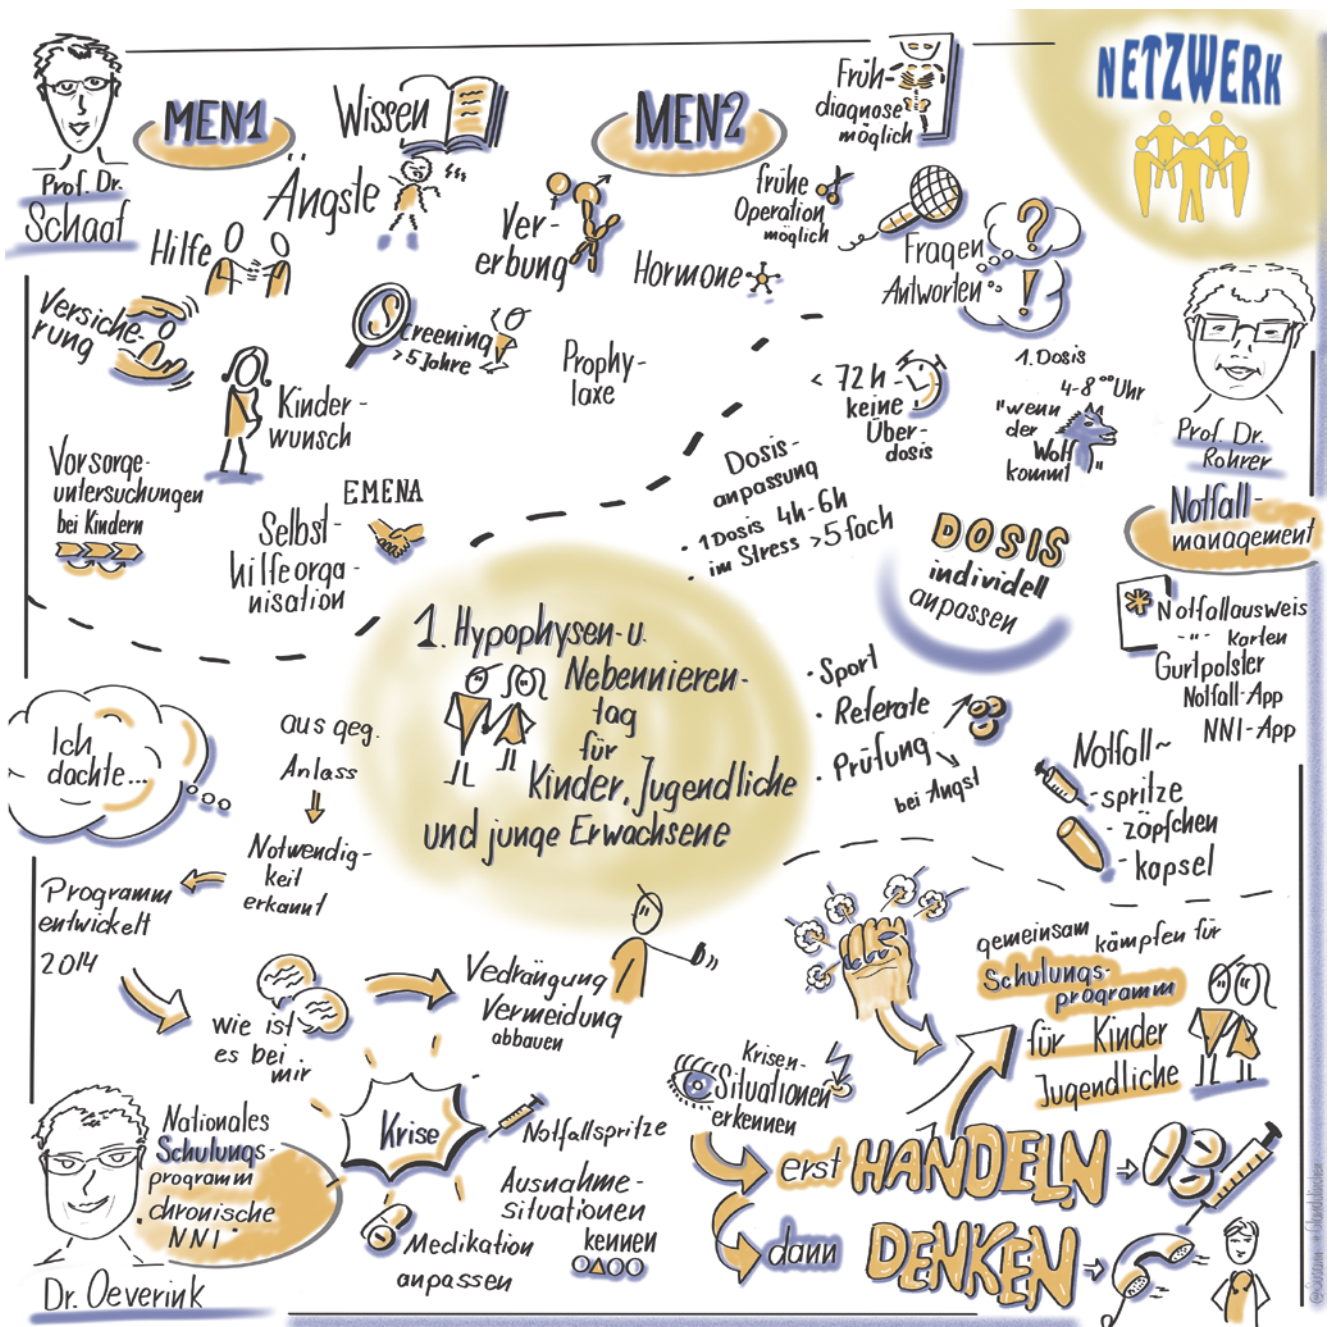 NETZWERK
Prof. Dr.
Schaaf
MEN1
Wissen
Ängste
Hilfe
Versiche-
rung
Screening
> 5 Jahre <
Kinder-
wunsch
Vorsorge-
untersuchungen
bei Kindern
EMENA
Selbst-
hilfeorga-
nisation
MEN2
Früh-
diagnose
möglich
frühe
Operation
möglich
Ver-
erbung
Hormone
Prophy-
laxe
Fragen
?
Antworten
!
Prof. Dr.
Rohrer
Notfall-
management
< 72 h
keine
Über-
dosis
1. Dosis
4-8 00 Uhr
"wenn
der
Wolf
kommt"
Dosis-
anpassung
• 1 Dosis 4h-6h
• im Stress >5fach
DOSIS
individell
anpassen
Notfallausweis
-"- karten
Gurtpolster
Notfall-App
NNI-App
• Sport
• Referate
• Prüfung
bei Angst
Notfall~
-spritze
-zäpfchen
-kapsel
1. Hypophysen- u.
Nebennieren-
tag
für
Kinder, Jugendliche
und junge Erwachsene
Ich
dachte...
aus geg.
Anlass
Notwendig-
keit
erkannt
Programm
entwickelt
2014
wie ist
es bei
mir
Vedrängung
Vermeidung
abbauen
Nationales
Schulungs-
programm
"chronische
NNI"
Dr. Oeverink
Krise
Notfallspritze
Ausnahme-
situationen
kennen
Medikation
anpassen
gemeinsam kämpfen für
Schulungs-
programm
für Kinder
Jugendliche
Krisen-
Situationen
erkennen
erst HANDELN
dann DENKEN